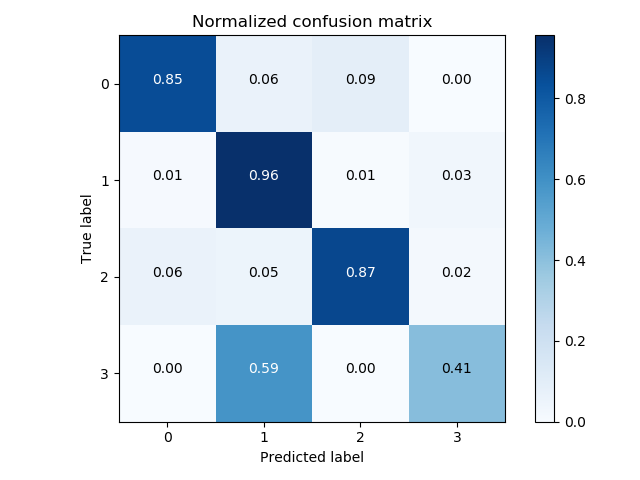 Normalized confusion matrix
0 0.85 0.06 0.09 0.00
1 0.01 0.96 0.01 0.03
2 0.06 0.05 0.87 0.02
3 0.00 0.59 0.00 0.41
0 1 2 3
Predicted label
True label
0.8
0.6
0.4
0.2
0.0